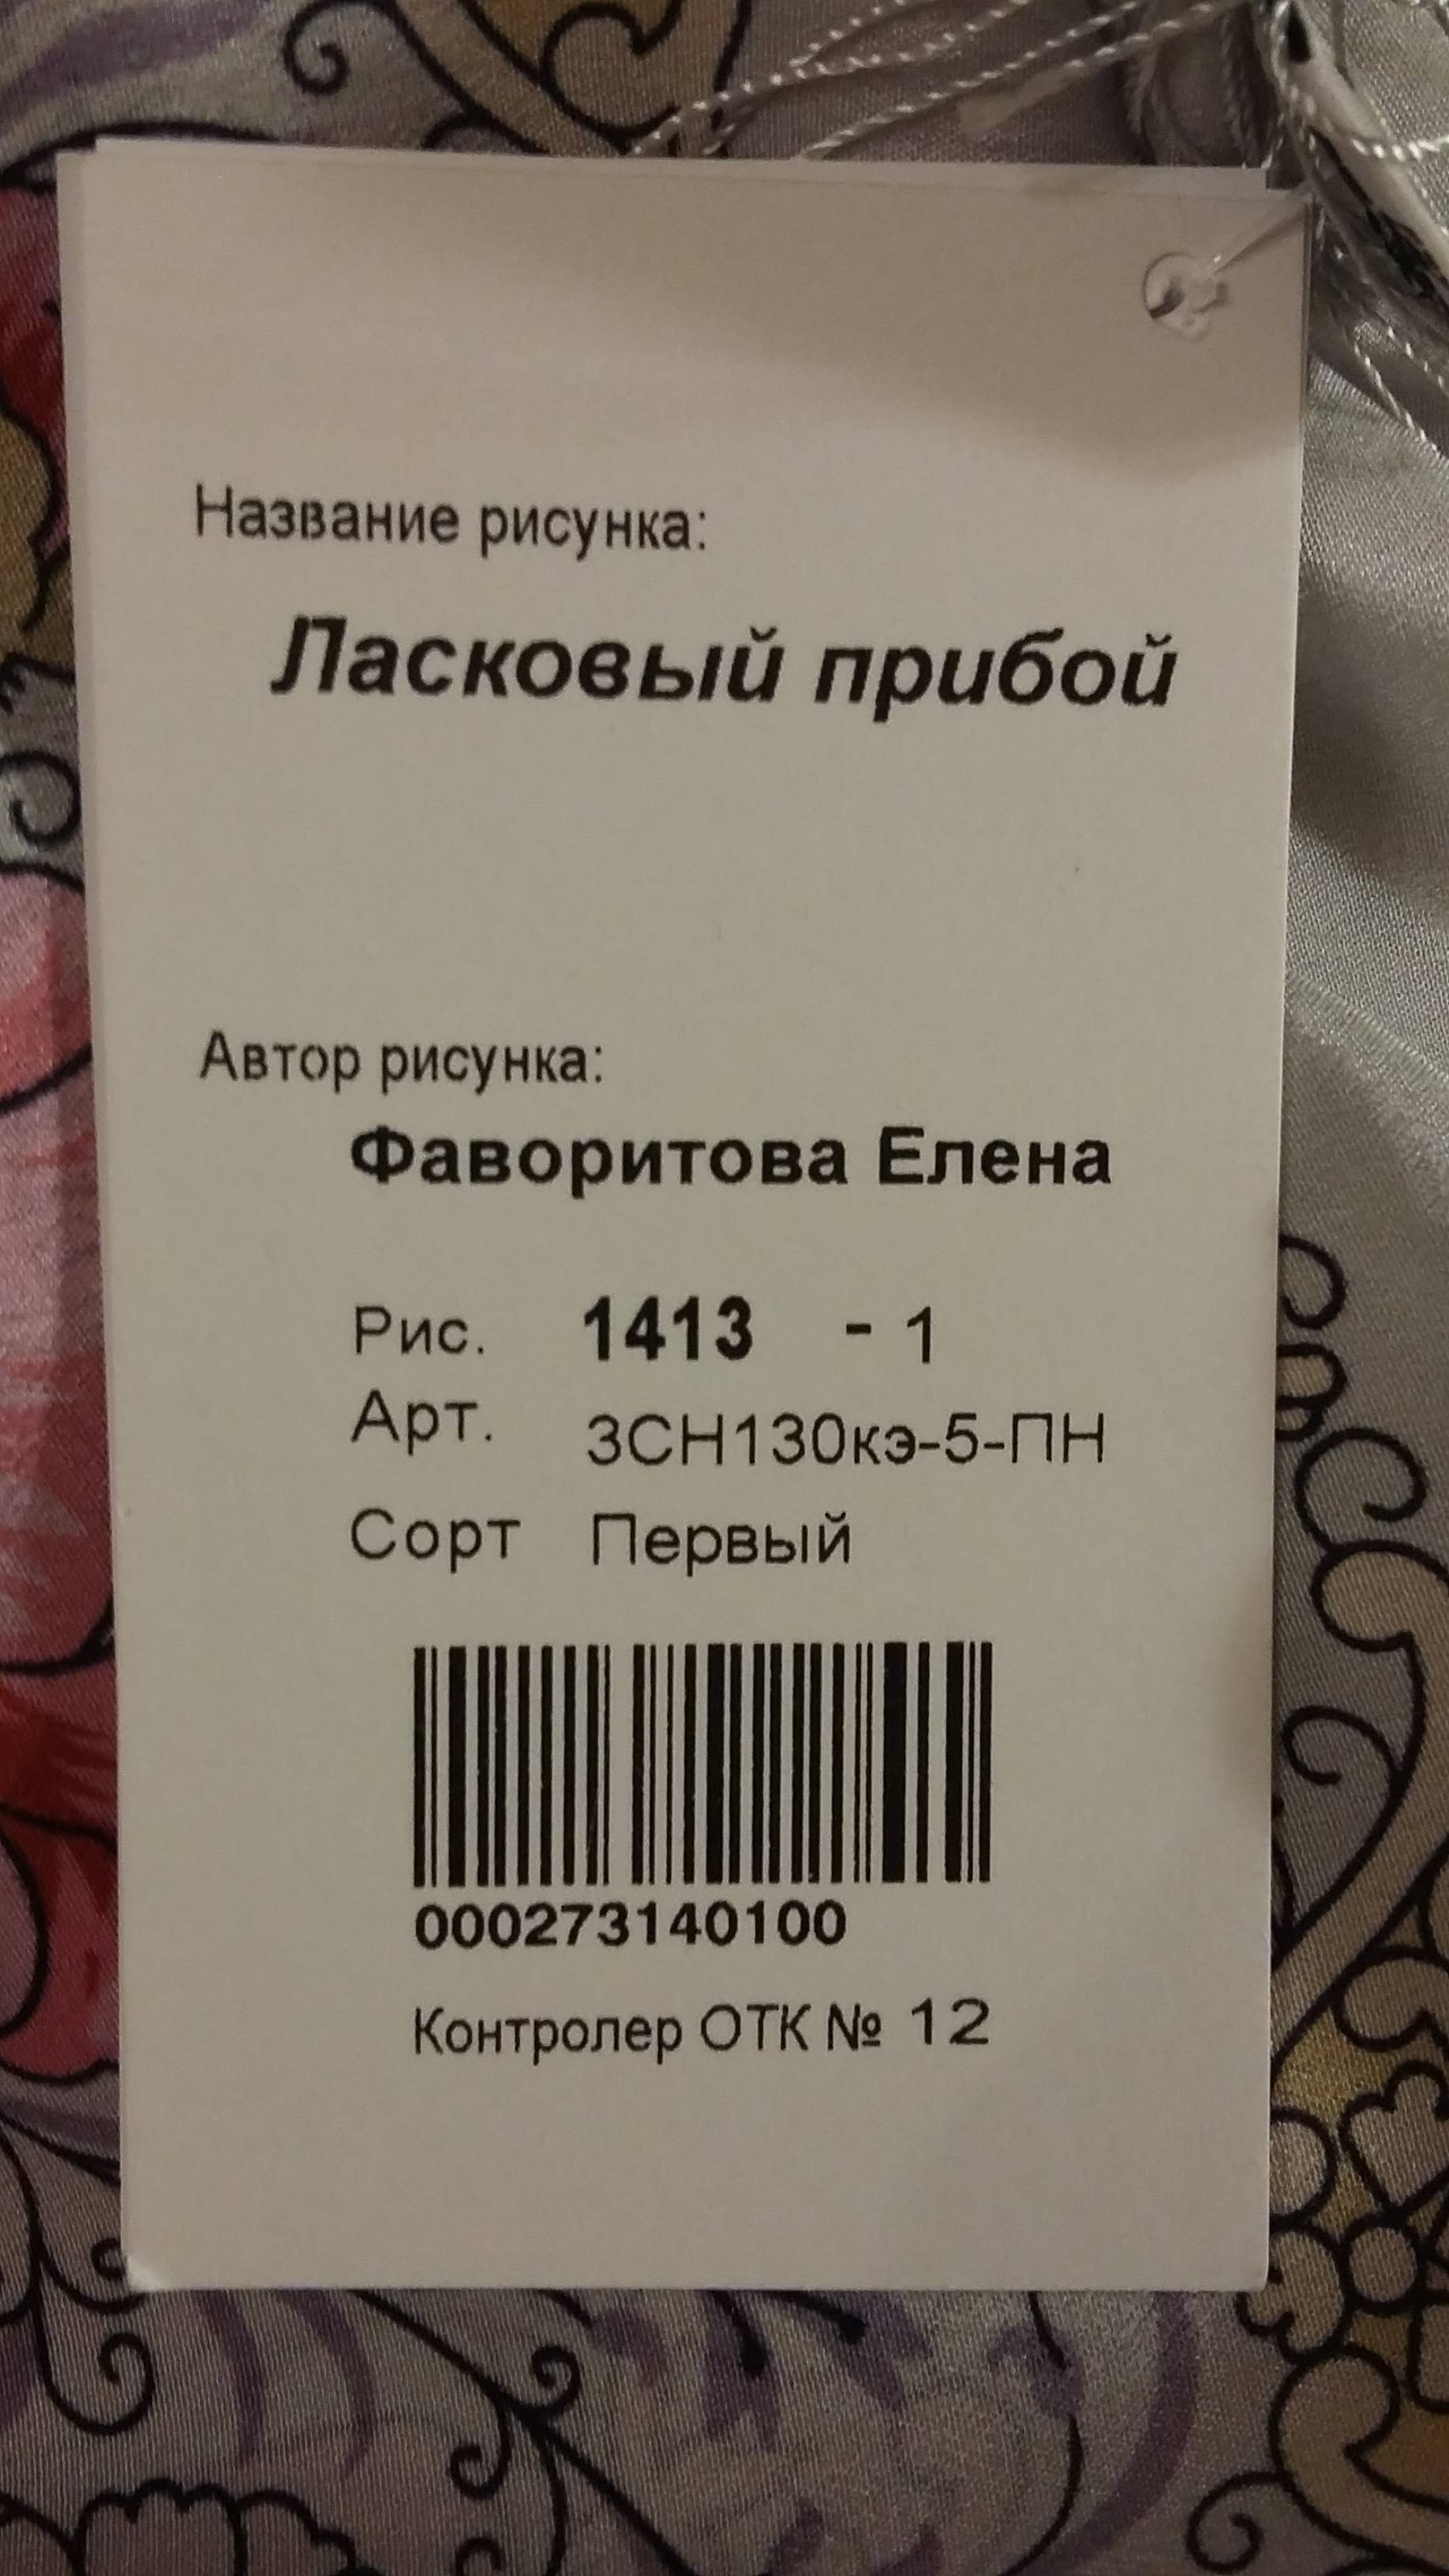 Название рисунка:
Ласковый прибой
Автор рисунка:
Фаворитова Елена
Рис. 1413 - 1
Арт. 3СН130кэ-5-ПН
Сорт Первый
000273140100
Контролер ОТК № 12